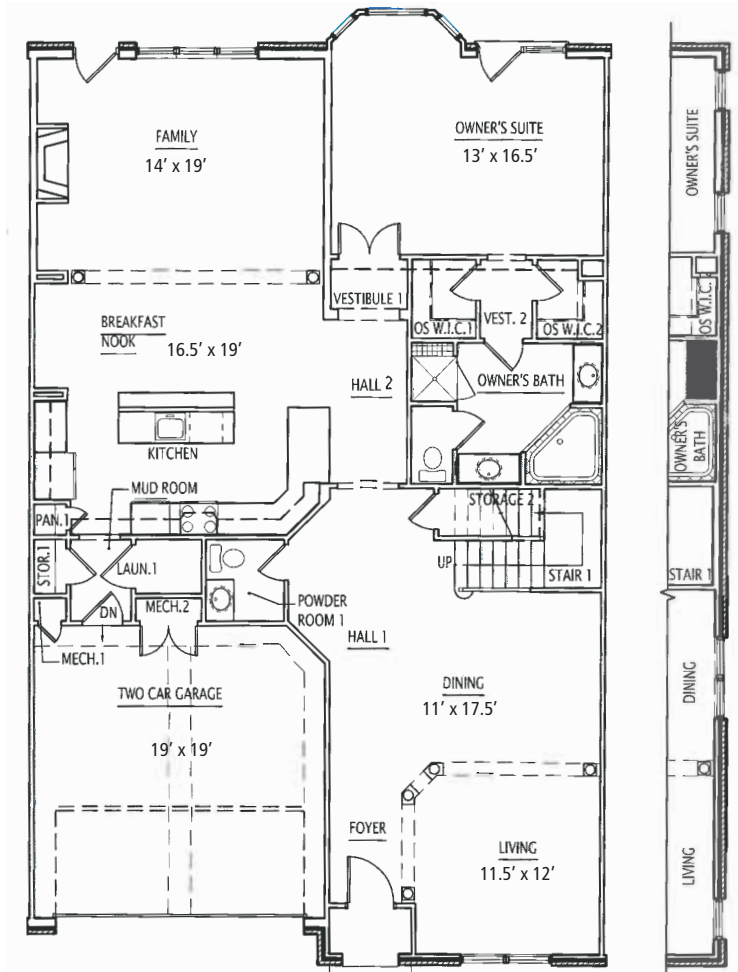 FAMILY
14’ x 19’
OWNER'S SUITE
13’ x 16.5’
OWNER'S SUITE
VESTIBULE 1
OS W.I.C.1
VEST. 2
OS W.I.C.2
OS W.I.C.
BREAKFAST
NOOK
16.5’ x 19’
HALL 2
OWNER'S BATH
KITCHEN
OWNER'S
BATH
MUD ROOM
PAN.1
STORAGE 2
STOR.1
LAUN.1
UP
STAIR 1
STAIR 1
DN
MECH.2
POWDER
ROOM 1
HALL 1
MECH.1
TWO CAR GARAGE
19’ x 19’
DINING
11’ x 17.5’
DINING
FOYER
LIVING
11.5’ x 12’
LIVING